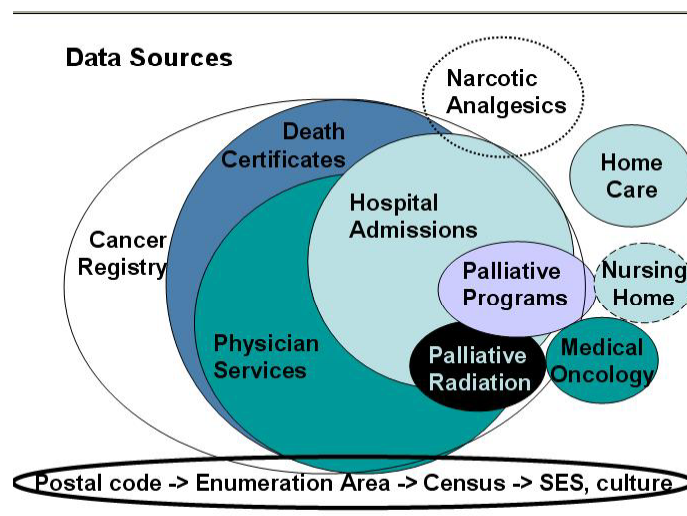 Data Sources
Narcotic
Analgesics
Death
Certificates
Home
Care
Hospital
Admissions
Cancer
Registry
Palliative
Programs
Nursing
Home
Physician
Services
Palliative
Radiation
Medical
Oncology
Postal code -> Enumeration Area -> Census -> SES, culture